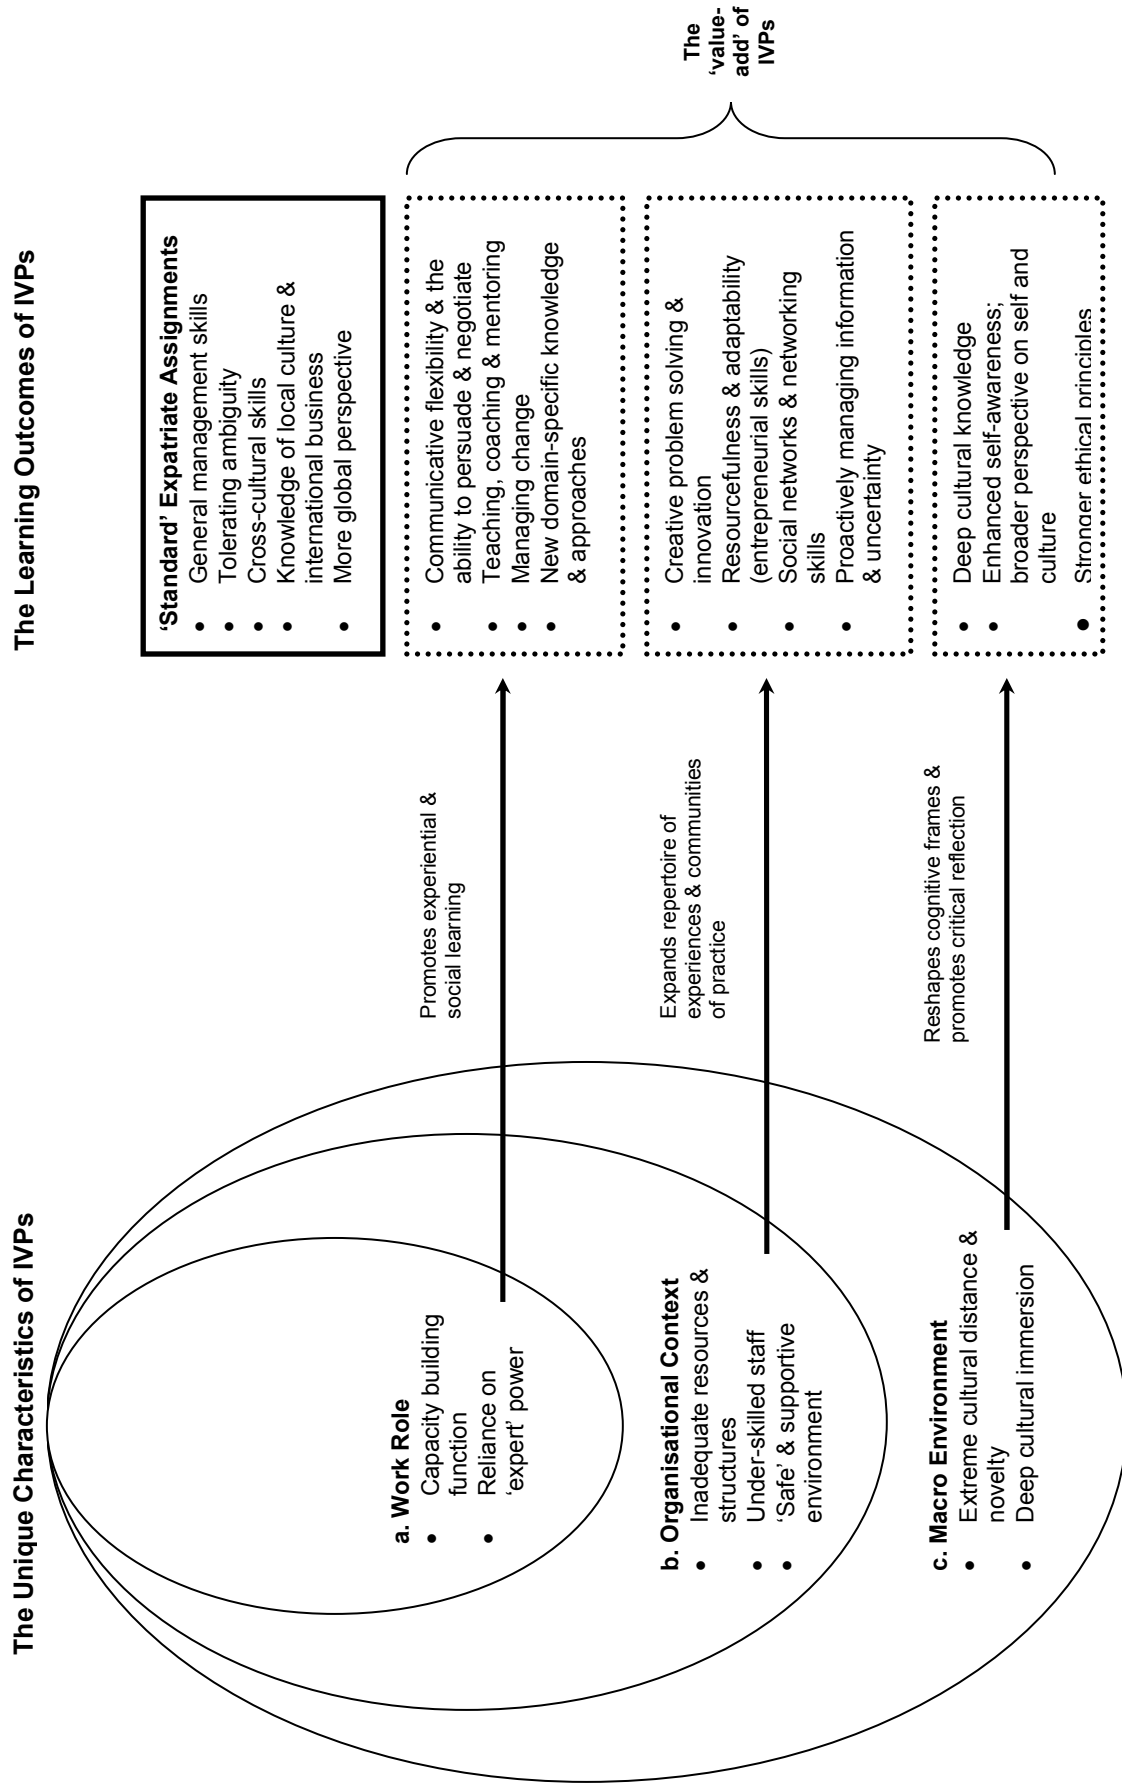 The Unique Characteristics of IVPs
The Learning Outcomes of IVPs
a. Work Role
• Capacity building
function
• Reliance on
‘expert’ power
b. Organisational Context
• Inadequate resources &
structures
• Under-skilled staff
• ‘Safe’ & supportive
environment
c. Macro Environment
• Extreme cultural distance &
novelty
• Deep cultural immersion
Promotes experiential &
social learning
Expands repertoire of
experiences & communities
of practice
Reshapes cognitive frames &
promotes critical reflection
‘Standard’ Expatriate Assignments
• General management skills
• Tolerating ambiguity
• Cross-cultural skills
• Knowledge of local culture &
international business
• More global perspective
• Communicative flexibility & the
ability to persuade & negotiate
• Teaching, coaching & mentoring
• Managing change
• New domain-specific knowledge
& approaches
• Creative problem solving &
innovation
• Resourcefulness & adaptability
(entrepreneurial skills)
• Social networks & networking
skills
• Proactively managing information
& uncertainty
• Deep cultural knowledge
• Enhanced self-awareness;
broader perspective on self and
culture
• Stronger ethical principles
The
‘value-
add’ of
IVPs